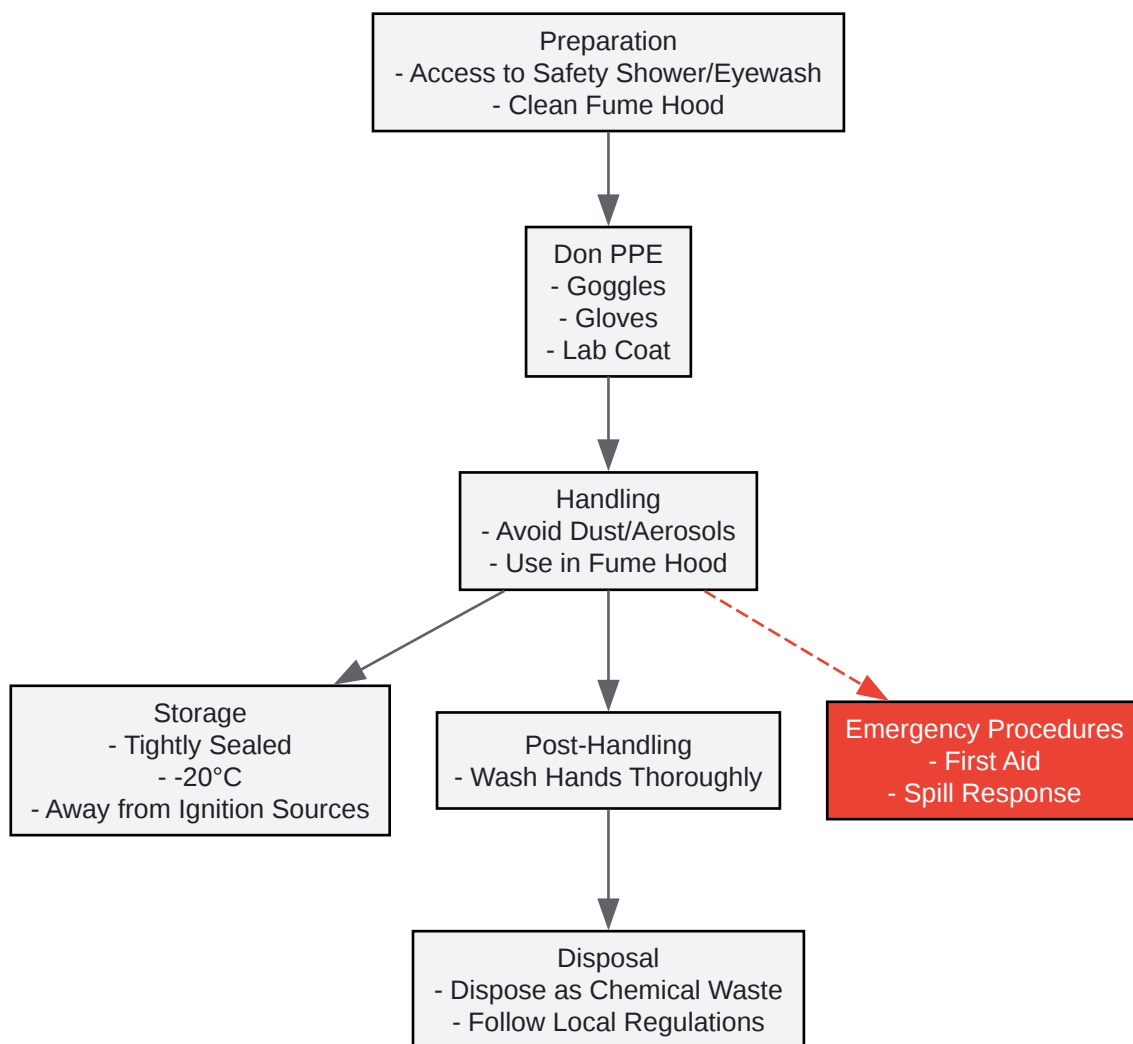 Preparation
- Access to Safety Shower/Eyewash
- Clean Fume Hood
Don PPE
- Goggles
- Gloves
- Lab Coat
Handling
- Avoid Dust/Aerosols
- Use in Fume Hood
Storage
- Tightly Sealed
- -20°C
- Away from Ignition Sources
Post-Handling
- Wash Hands Thoroughly
Emergency Procedures
- First Aid
- Spill Response
Disposal
- Dispose as Chemical Waste
- Follow Local Regulations